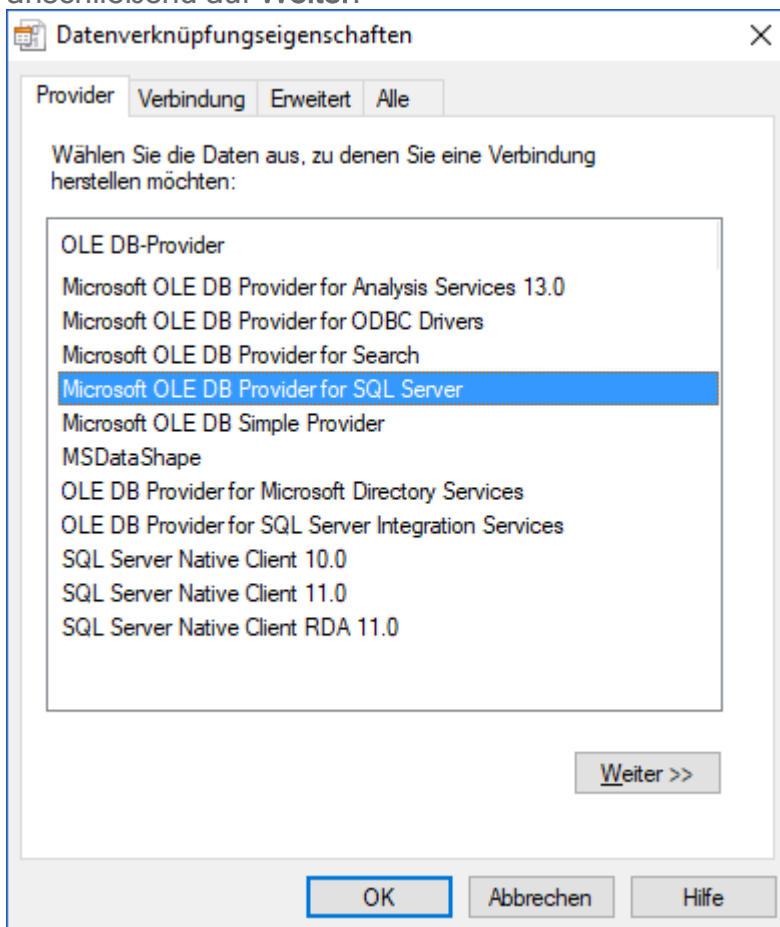 anschließend auf Weiter.
Datenverknüpfungseigenschaften
Provider Verbindung Erweitert Alle
Wählen Sie die Daten aus, zu denen Sie eine Verbindung
herstellen möchten:
OLE DB-Provider
Microsoft OLE DB Provider for Analysis Services 13.0
Microsoft OLE DB Provider for ODBC Drivers
Microsoft OLE DB Provider for Search
Microsoft OLE DB Provider for SQL Server
Microsoft OLE DB Simple Provider
MSDataShape
OLE DB Provider for Microsoft Directory Services
OLE DB Provider for SQL Server Integration Services
SQL Server Native Client 10.0
SQL Server Native Client 11.0
SQL Server Native Client RDA 11.0
Weiter >>
OK Abbrechen Hilfe